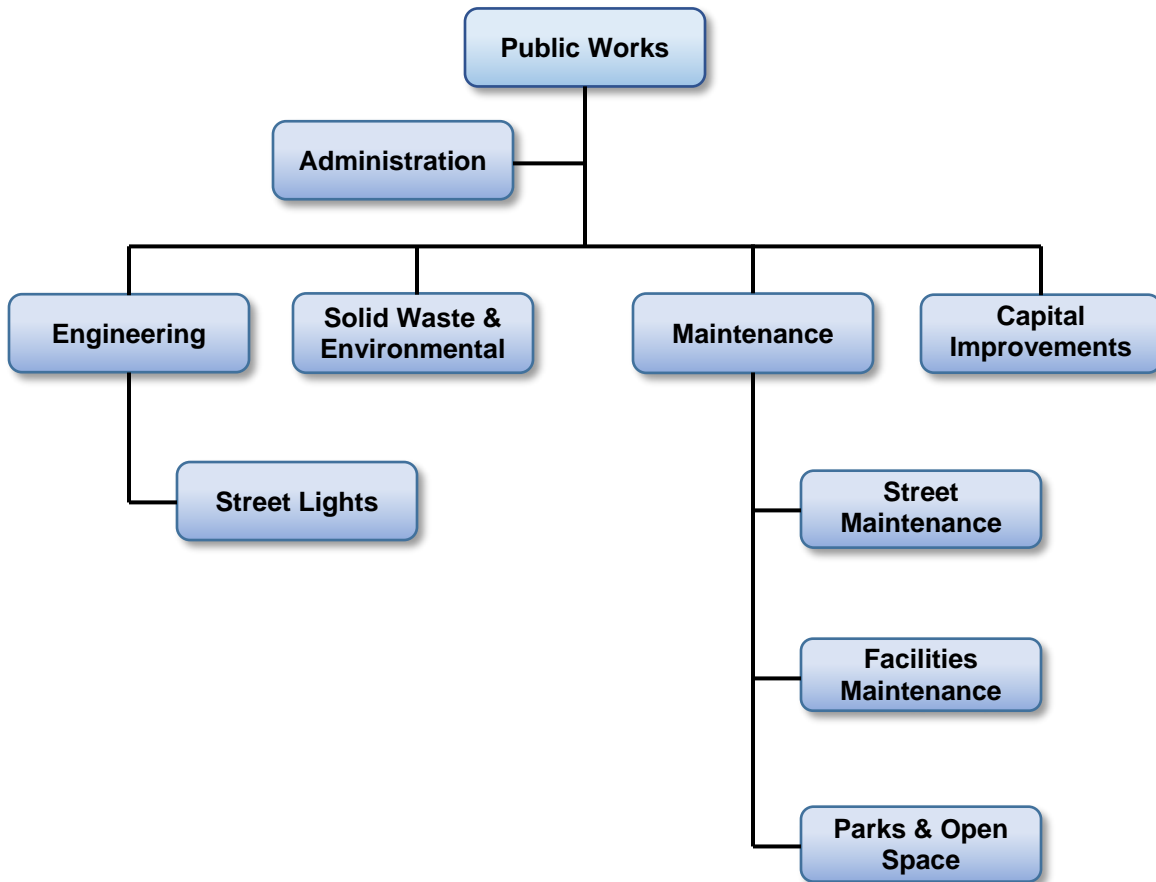 Public Works
Administration
Engineering
Solid Waste &
Environmental
Maintenance
Capital
Improvements
Street Lights
Street
Maintenance
Facilities
Maintenance
Parks & Open
Space